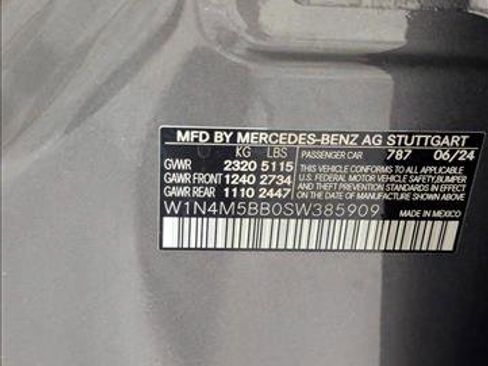 MFD BY MERCEDES-BENZ AG STUTTGART
KG LBS PASSENGER CAR 787 06/24
GVWR 2320 5115 THIS VEHICLE CONFORMS TO ALL APPLICABLE
GAWR FRONT 1240 2734 U.S. FEDERAL MOTOR VEHICLE SAFETY, BUMPER
GAWR REAR 1110 2447 AND THEFT PREVENTION STANDARDS IN EFFECT
ON THE DATE OF MANUFACTURE SHOWN ABOVE.
W1N4M5BB0SW385909 MADE IN MEXICO